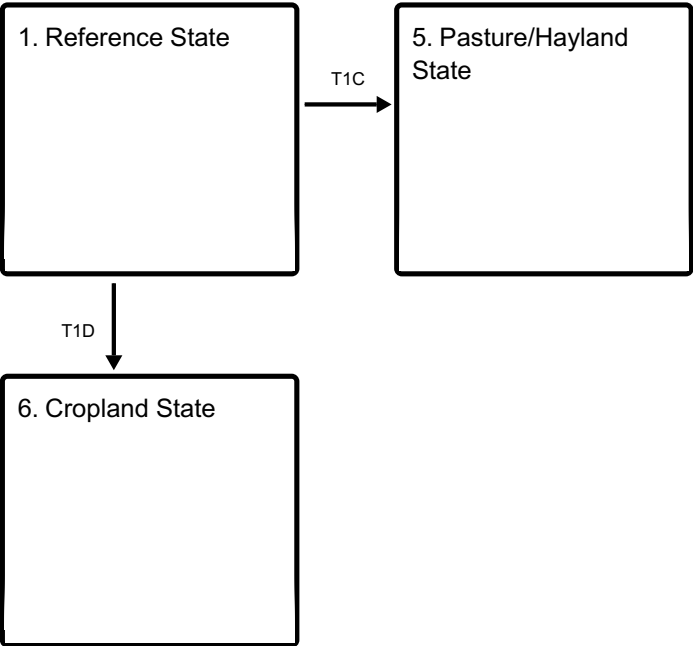 1. Reference State
5. Pasture/Hayland
State
T1C
T1D
6. Cropland State